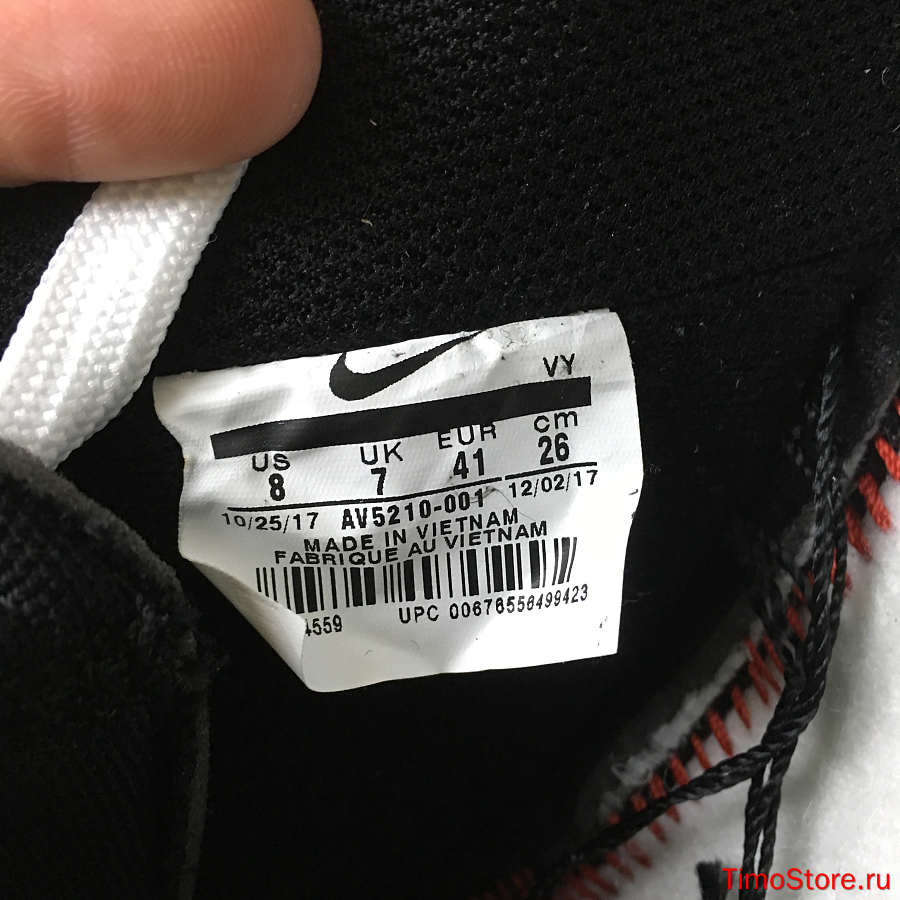 VY
US UK EUR cm
8 7 41 26
10/25/17 AV5210-001 12/02/17
MADE IN VIETNAM
FABRIQUE AU VIETNAM
4559 UPC 00676556499423
TimoStore.ru